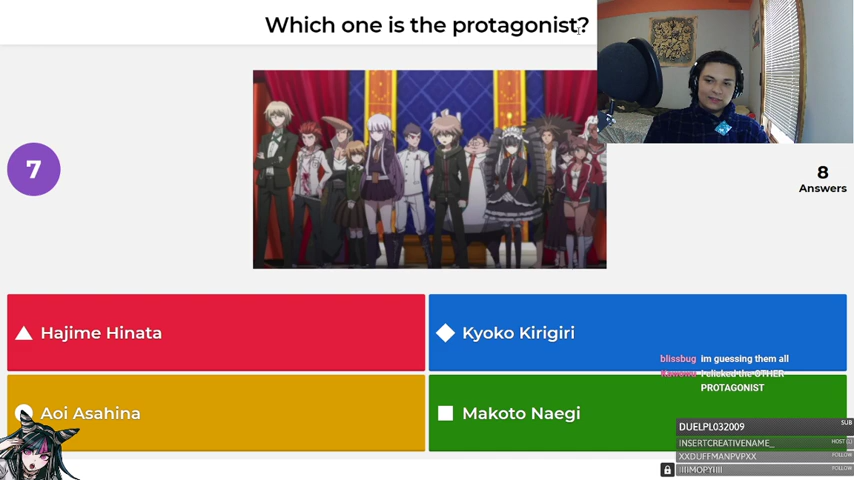 Which one is the protagonist?
7
8
Answers
Hajime Hinata
Kyoko Kirigiri
Aoi Asahina
Makoto Naegi
blissbug im guessing them all
i clicked the OTHER
PROTAGONIST
DUELPL032009
SUB
INSERTCREATIVENAME_
HOST
XXDUFFMANPVPXX
FOLLOW
FOLLOW